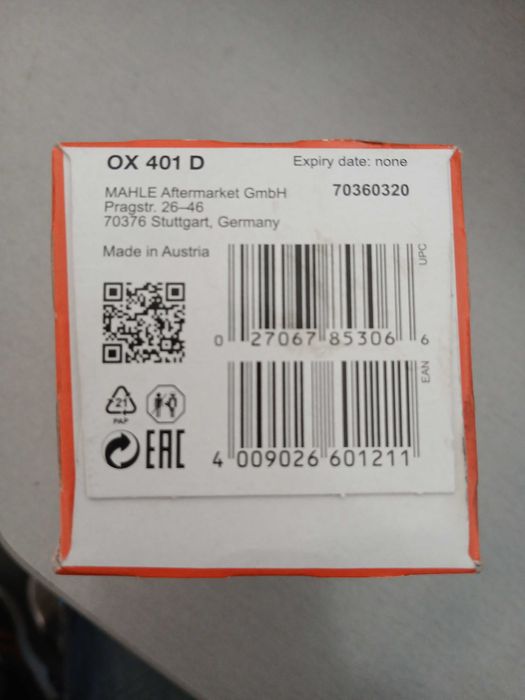 OX 401 D
Expiry date: none
MAHLE Aftermarket GmbH
70360320
Pragstr. 26–46
70376 Stuttgart, Germany
Made in Austria
UPC
0 27067 85306 6
EAN
21
PAP
EAC
4 009026 601211